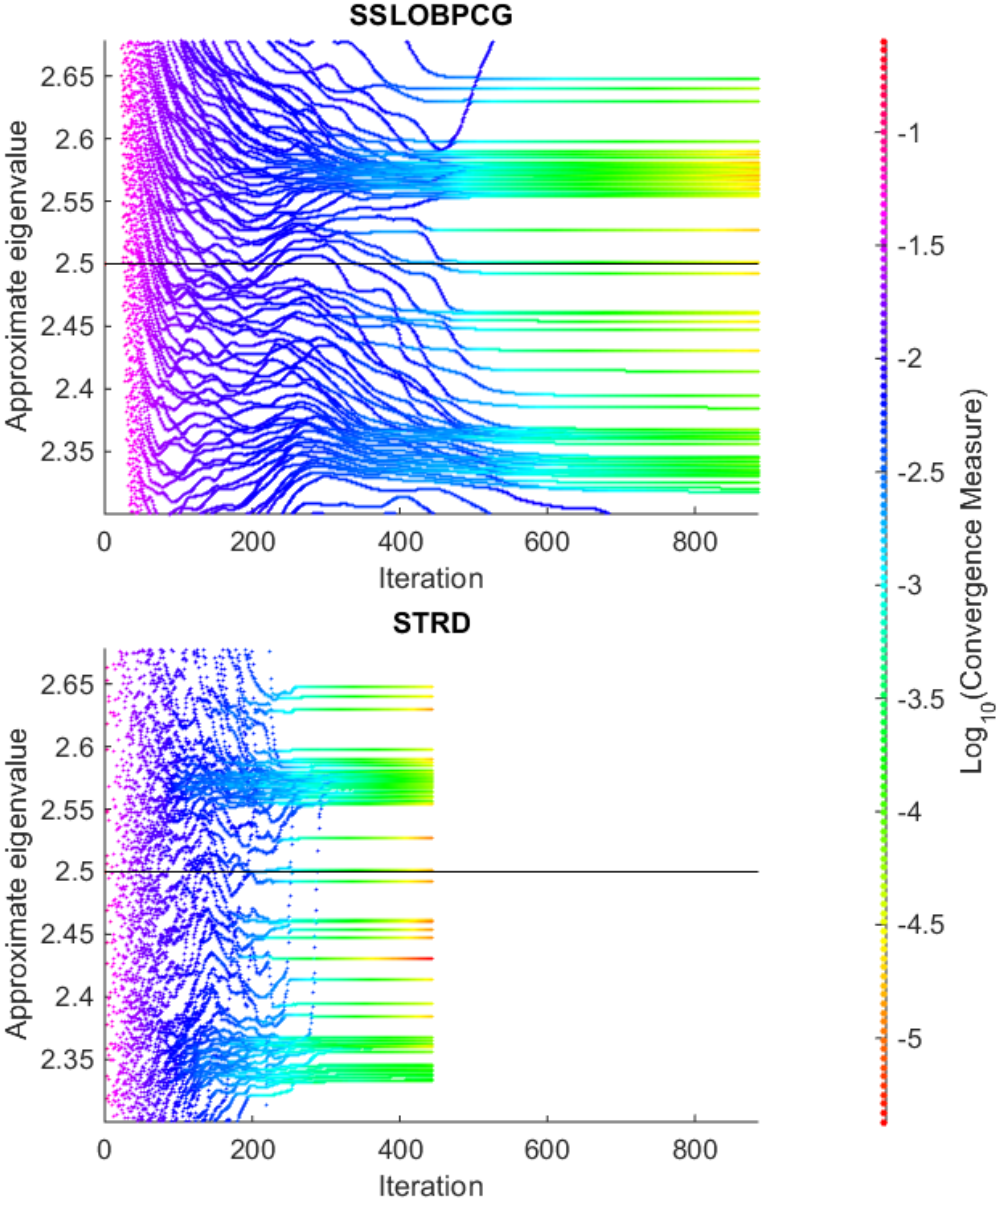 SSLOBPCG
Approximate eigenvalue
2.65
2.6
2.55
2.5
2.45
2.4
2.35
0 200 400 600 800
Iteration
STRD
Approximate eigenvalue
2.65
2.6
2.55
2.5
2.45
2.4
2.35
0 200 400 600 800
Iteration
-1
-1.5
-2
-2.5
-3
-3.5
-4
-4.5
-5
Log10(Convergence Measure)